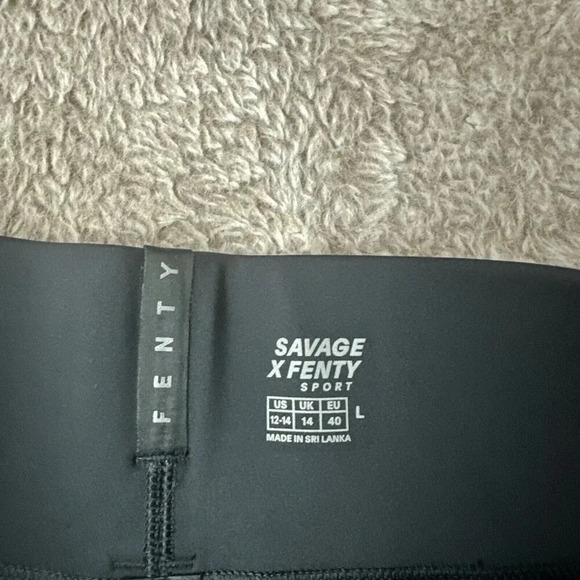 FENTY
SAVAGE
X FENTY
SPORT
US UK EU
12-14 14 40 L
MADE IN SRI LANKA